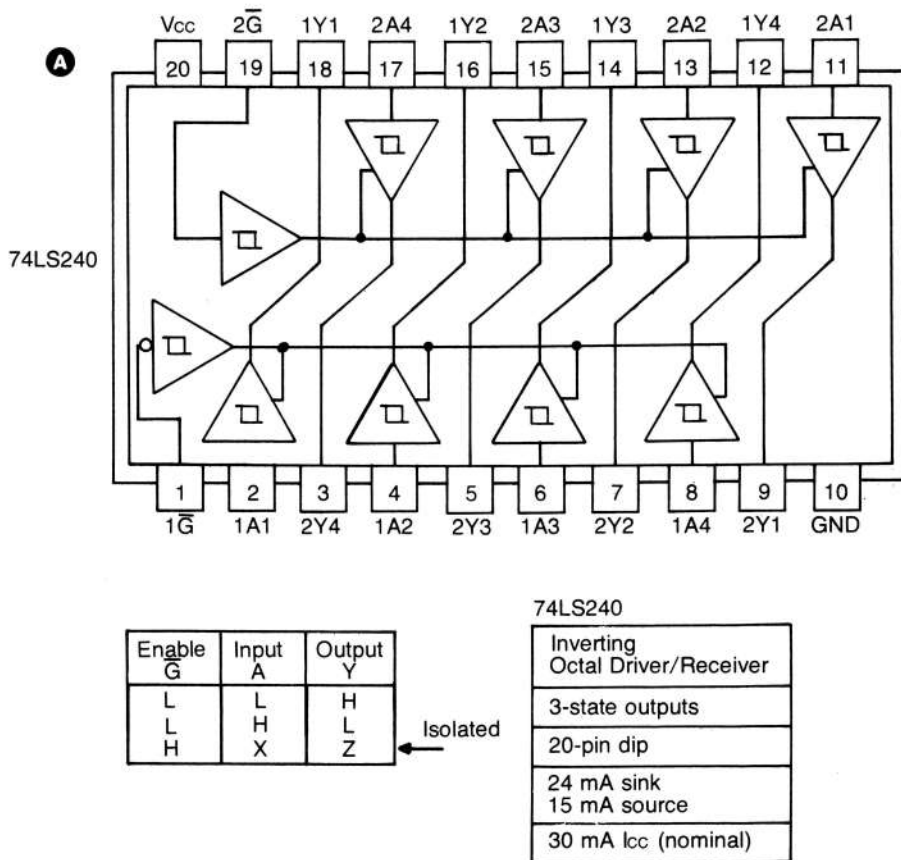 A
Vcc 2G̅ 1Y1 2A4 1Y2 2A3 1Y3 2A2 1Y4 2A1
20 19 18 17 16 15 14 13 12 11
74LS240
1 2 3 4 5 6 7 8 9 10
1G̅ 1A1 2Y4 1A2 2Y3 1A3 2Y2 1A4 2Y1 GND
Enable Input Output
G̅ A Y
L L H
L H L
H X Z
Isolated
74LS240
Inverting
Octal Driver/Receiver
3-state outputs
20-pin dip
24 mA sink
15 mA source
30 mA Icc (nominal)